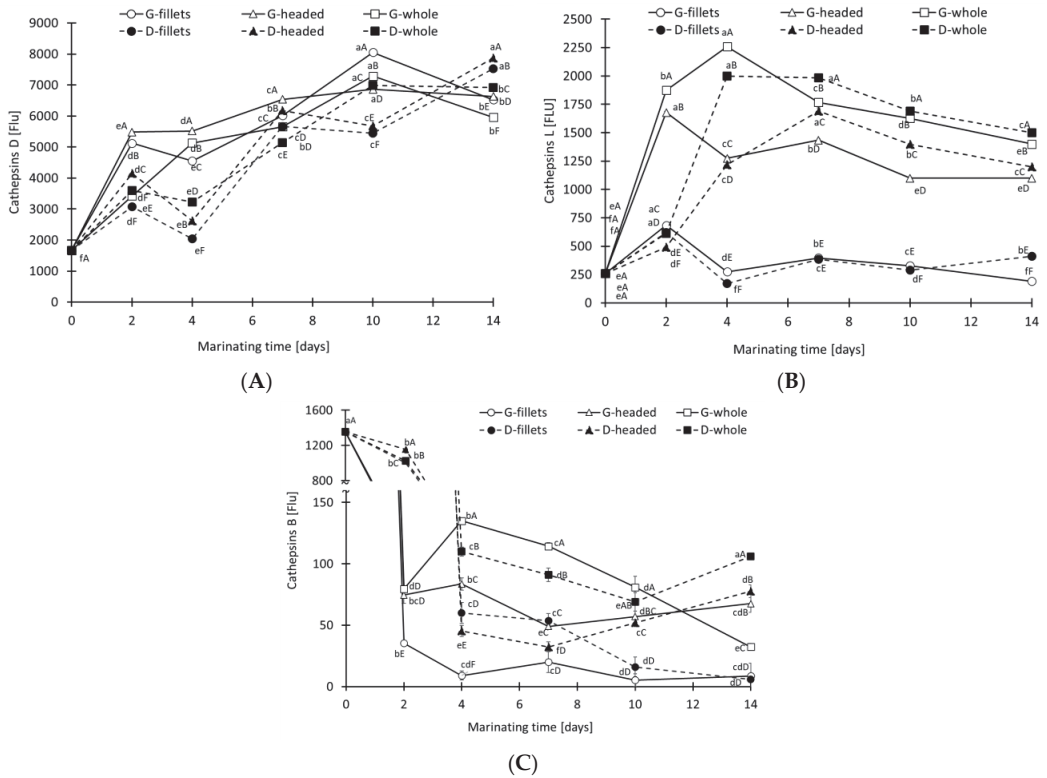 G-fillets G-headed G-whole
D-fillets D-headed D-whole
Cathepsins D [Flu]
9000
8000
7000
6000
5000
4000
3000
2000
1000
0
fA
eA
dB
dC
dF
eE
dF
dA
dB
eC
eD
eB
eF
cA
bB
cC
cD
bD
cE
aA
aB
aC
aD
cE
cF
aA
aB
bC
bD
bE
bF
0 2 4 6 8 10 12 14
Marinating time [days]
(A)
G-fillets G-headed G-whole
D-fillets D-headed D-whole
Cathepsins L [FLU]
2250
2000
1750
1500
1250
1000
750
500
250
0
eA
fA
fA
eA
eA
eA
bA
aB
aC
aD
dE
dF
aA
aB
cC
cD
dE
fF
aA
cB
aC
bD
bE
cE
bA
dB
bC
eD
cE
dF
cA
eB
cC
eD
bE
fF
0 2 4 6 8 10 12 14
Marinating time [days]
(B)
G-fillets G-headed G-whole
D-fillets D-headed D-whole
Cathepsins B [Flu]
1600
1200
800
150
100
50
0
aA
bA
bB
bC
dD
bcD
bE
bA
cB
bC
cD
eE
cdF
cA
dB
cC
eC
fD
cD
dA
eAB
dBC
cC
dD
dD
aA
dB
cdB
eC
cdD
dD
0 2 4 6 8 10 12 14
Marinating time [days]
(C)